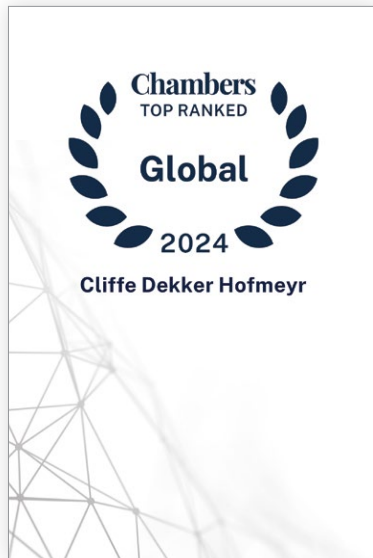 Chambers
TOP RANKED
Global
2024
Cliffe Dekker Hofmeyr